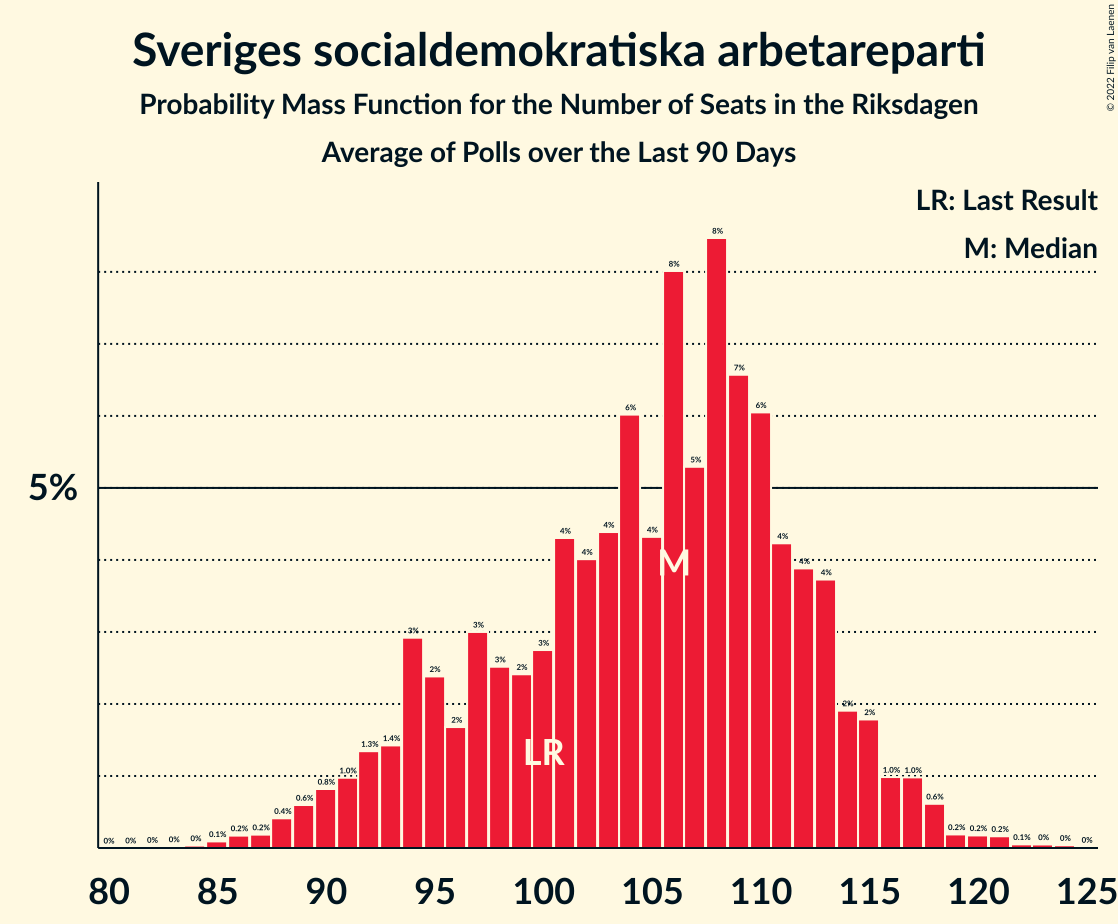 Sveriges socialdemokratiska arbetareparti
Probability Mass Function for the Number of Seats in the Riksdagen
Average of Polls over the Last 90 Days
© 2022 Filip van Laenen
LR: Last Result
M: Median
5%
0% 0% 0% 0% 0% 0.1% 0.2% 0.2% 0.4% 0.6% 0.8% 1.0% 1.3% 1.4% 3% 2% 2% 3% 3% 2% 3% 4% 4% 4% 6% 4% 8% 5% 8% 7% 6% 4% 4% 4% 2% 2% 1.0% 1.0% 0.6% 0.2% 0.2% 0.2% 0.1% 0% 0% 0%
M
LR
80 85 90 95 100 105 110 115 120 125